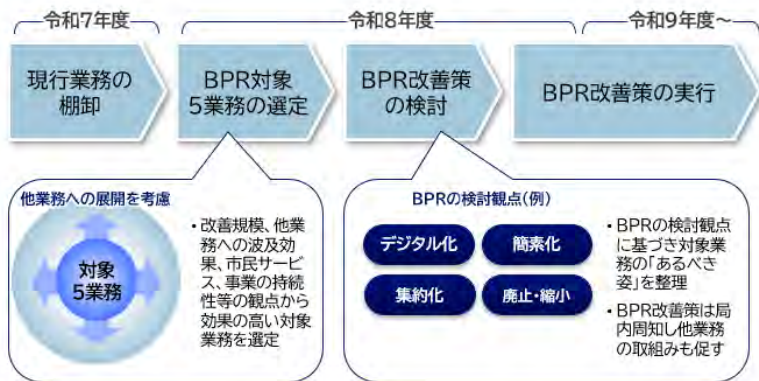 令和7年度
令和8年度
令和9年度~
現行業務の
棚卸
BPR対象
5業務の選定
BPR改善策
の検討
BPR改善策の実行
他業務への展開を考慮
対象
5業務
・改善規模、他業
務への波及効
果、市民サービ
ス、事業の持続
性等の観点から
効果の高い対象
業務を選定
BPRの検討観点(例)
デジタル化
簡素化
集約化
廃止・縮小
・BPRの検討観点
に基づき対象業
務の「あるべき
姿」を整理
・BPR改善策は局
内周知し他業務
の取組みも促す